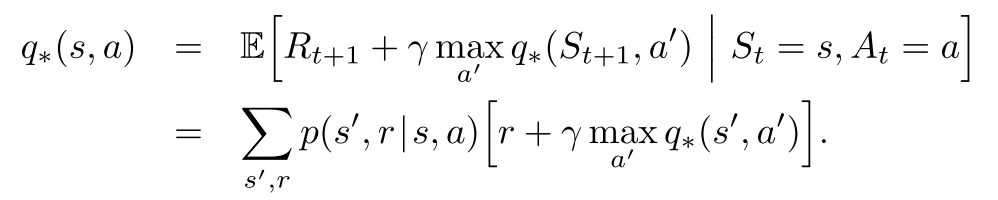 q∗(s, a) = 𝔼[R_{t+1} + γ max_{a′} q∗(S_{t+1}, a′) | S_t = s, A_t = a]
= ∑_{s′,r} p(s′, r | s, a)[r + γ max_{a′} q∗(s′, a′)].